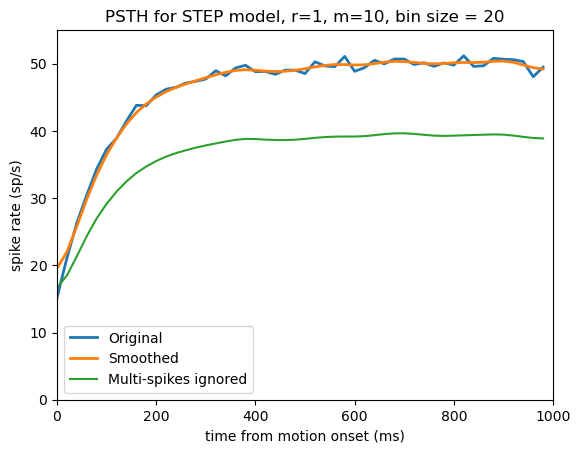 PSTH for STEP model, r=1, m=10, bin size = 20
spike rate (sp/s)
50
40
30
20
10
0
Original
Smoothed
Multi-spikes ignored
0 200 400 600 800 1000
time from motion onset (ms)